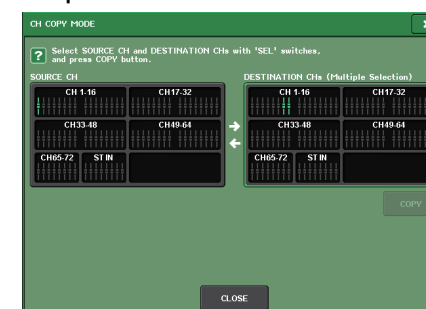 CH COPY MODE
? Select SOURCE CH and DESTINATION CHs with 'SEL' switches,
and press COPY button.
SOURCE CH
CH 1-16 CH17-32
CH33-48 CH49-64
CH65-72 ST IN
DESTINATION CHs (Multiple Selection)
CH 1-16 CH17-32
CH33-48 CH49-64
CH65-72 ST IN
COPY
CLOSE